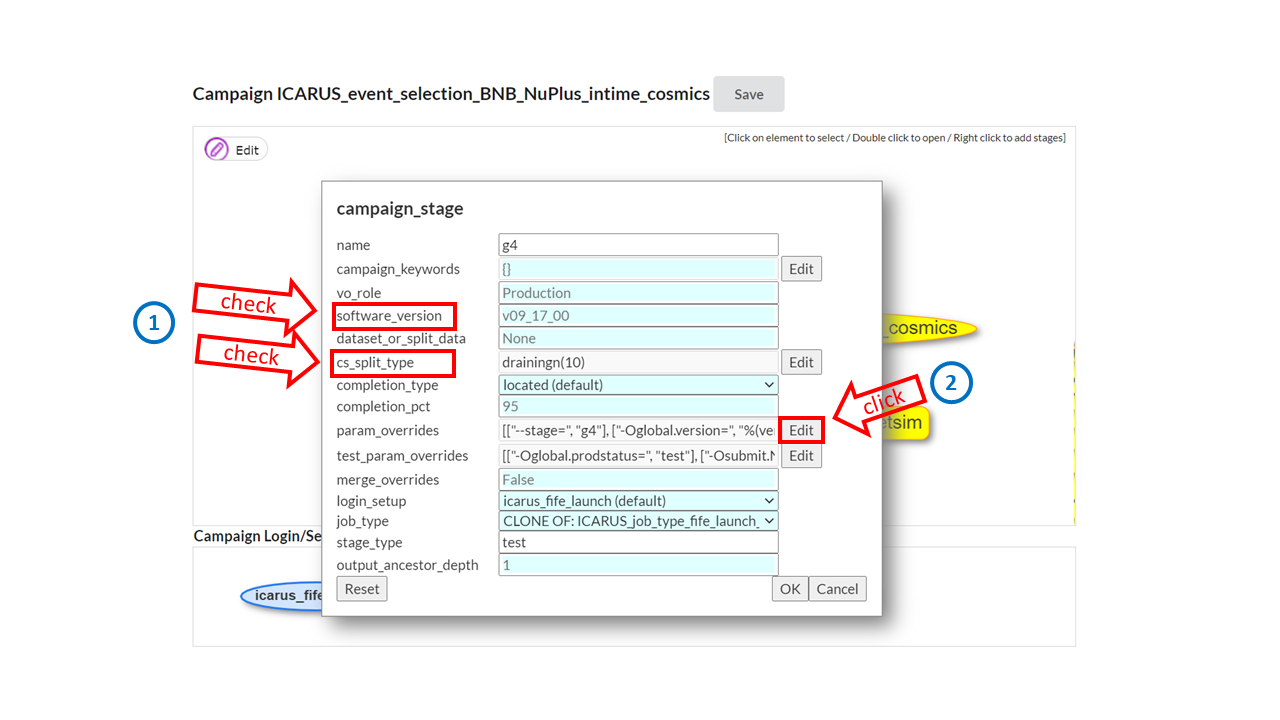 Campaign ICARUS_event_selection_BNB_NuPlus_intime_cosmics Save
[Click on element to select / Double click to open / Right click to add stages]
Edit
campaign_stage
name g4
campaign_keywords {} Edit
vo_role Production
software_version v09_17_00
dataset_or_split_data None
cs_split_type drainingn(10) Edit
completion_type located (default)
completion_pct 95
param_overrides [["--stage=", "g4"], ["-Oglobal.version=", "%(ve Edit
test_param_overrides [["-Oglobal.prodstatus=", "test"], ["-Osubmit. Edit
merge_overrides False
login_setup icarus_fife_launch (default)
job_type CLONE OF: ICARUS_job_type_fife_launch_
stage_type test
output_ancestor_depth 1
Reset OK Cancel
1
check
check
2
click
_cosmics
etsim
Campaign Login/Se
icarus_fife